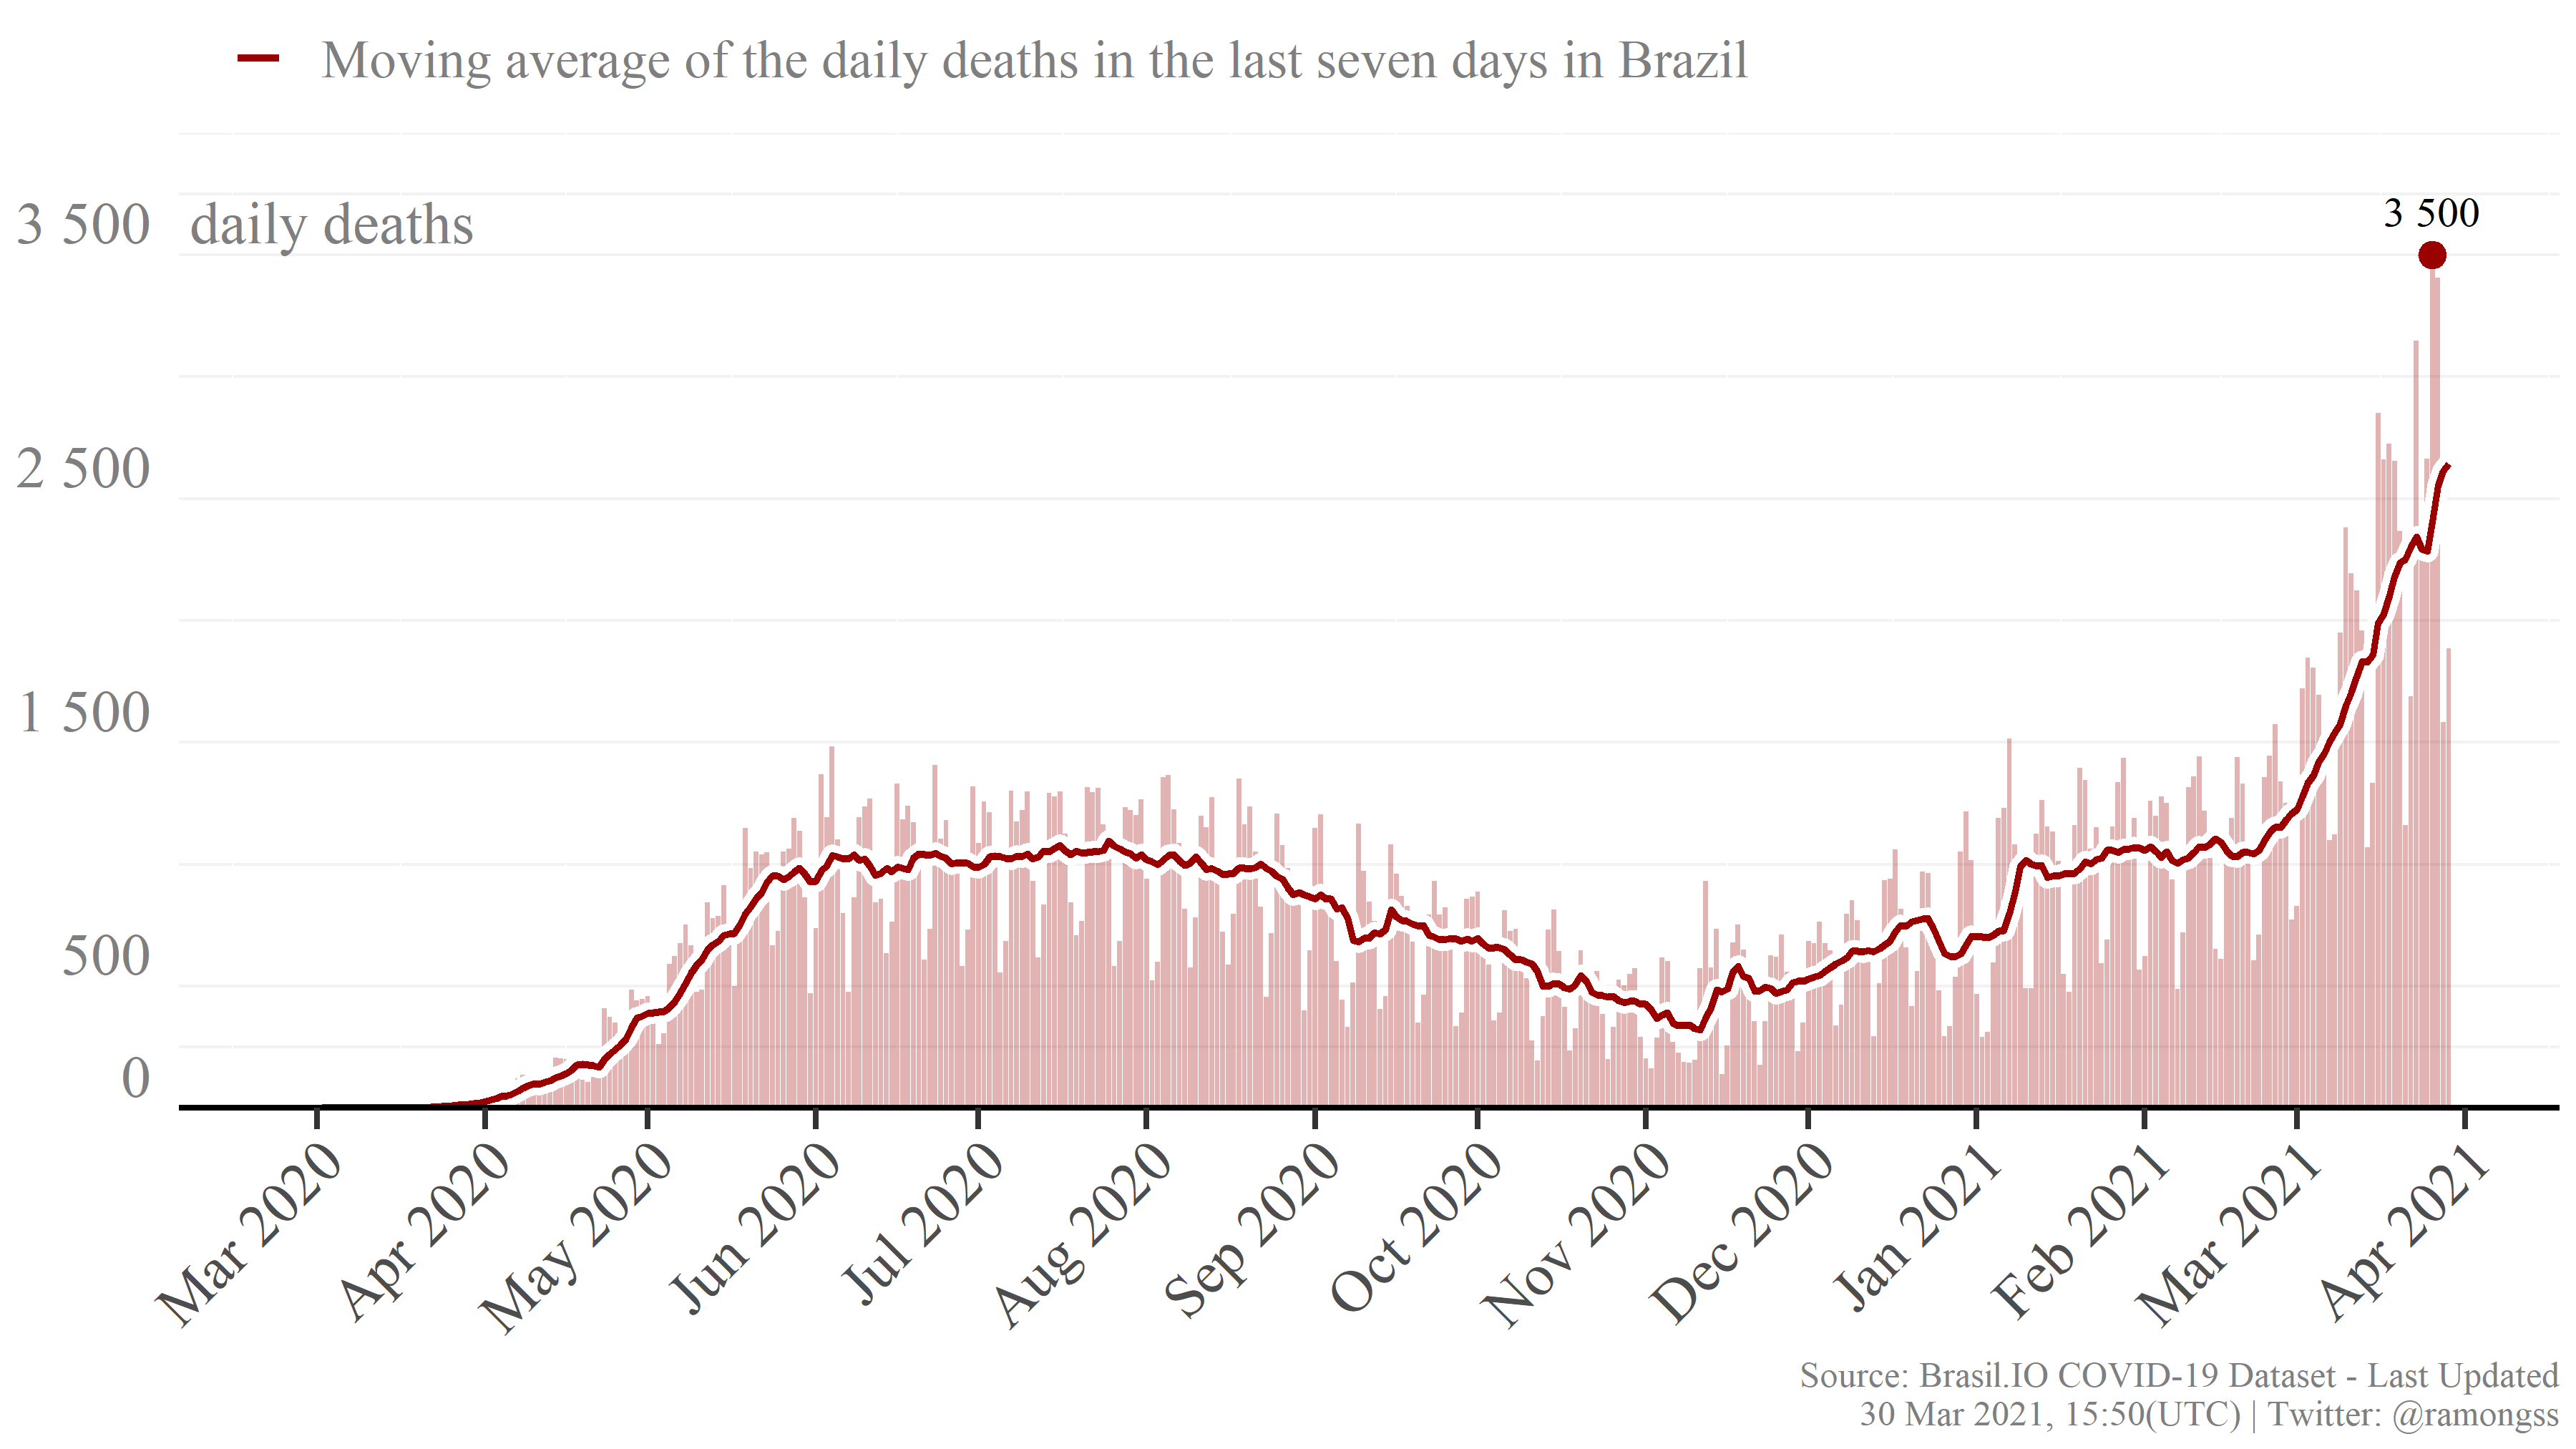 Moving average of the daily deaths in the last seven days in Brazil
3 500 daily deaths
3 500
2 500
1 500
500
0
Mar 2020
Apr 2020
May 2020
Jun 2020
Jul 2020
Aug 2020
Sep 2020
Oct 2020
Nov 2020
Dec 2020
Jan 2021
Feb 2021
Mar 2021
Apr 2021
Source: Brasil.IO COVID-19 Dataset - Last Updated
30 Mar 2021, 15:50(UTC) | Twitter: @ramongss